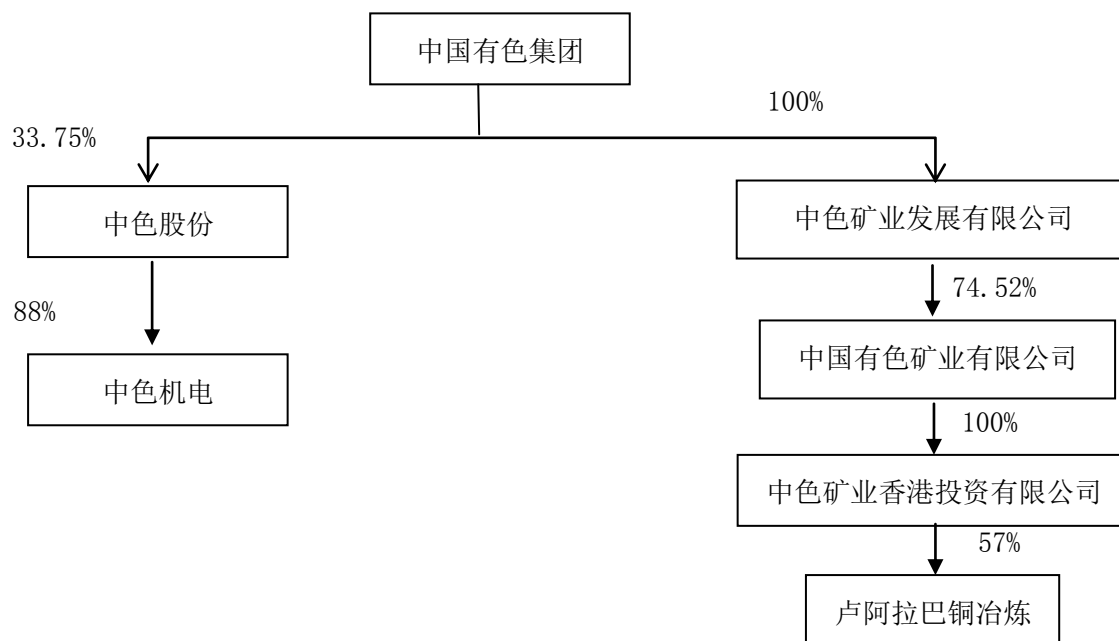 中国有色集团
100%
33.75%
中色股份
中色矿业发展有限公司
74.52%
88%
中国有色矿业有限公司
中色机电
100%
中色矿业香港投资有限公司
57%
卢阿拉巴铜冶炼